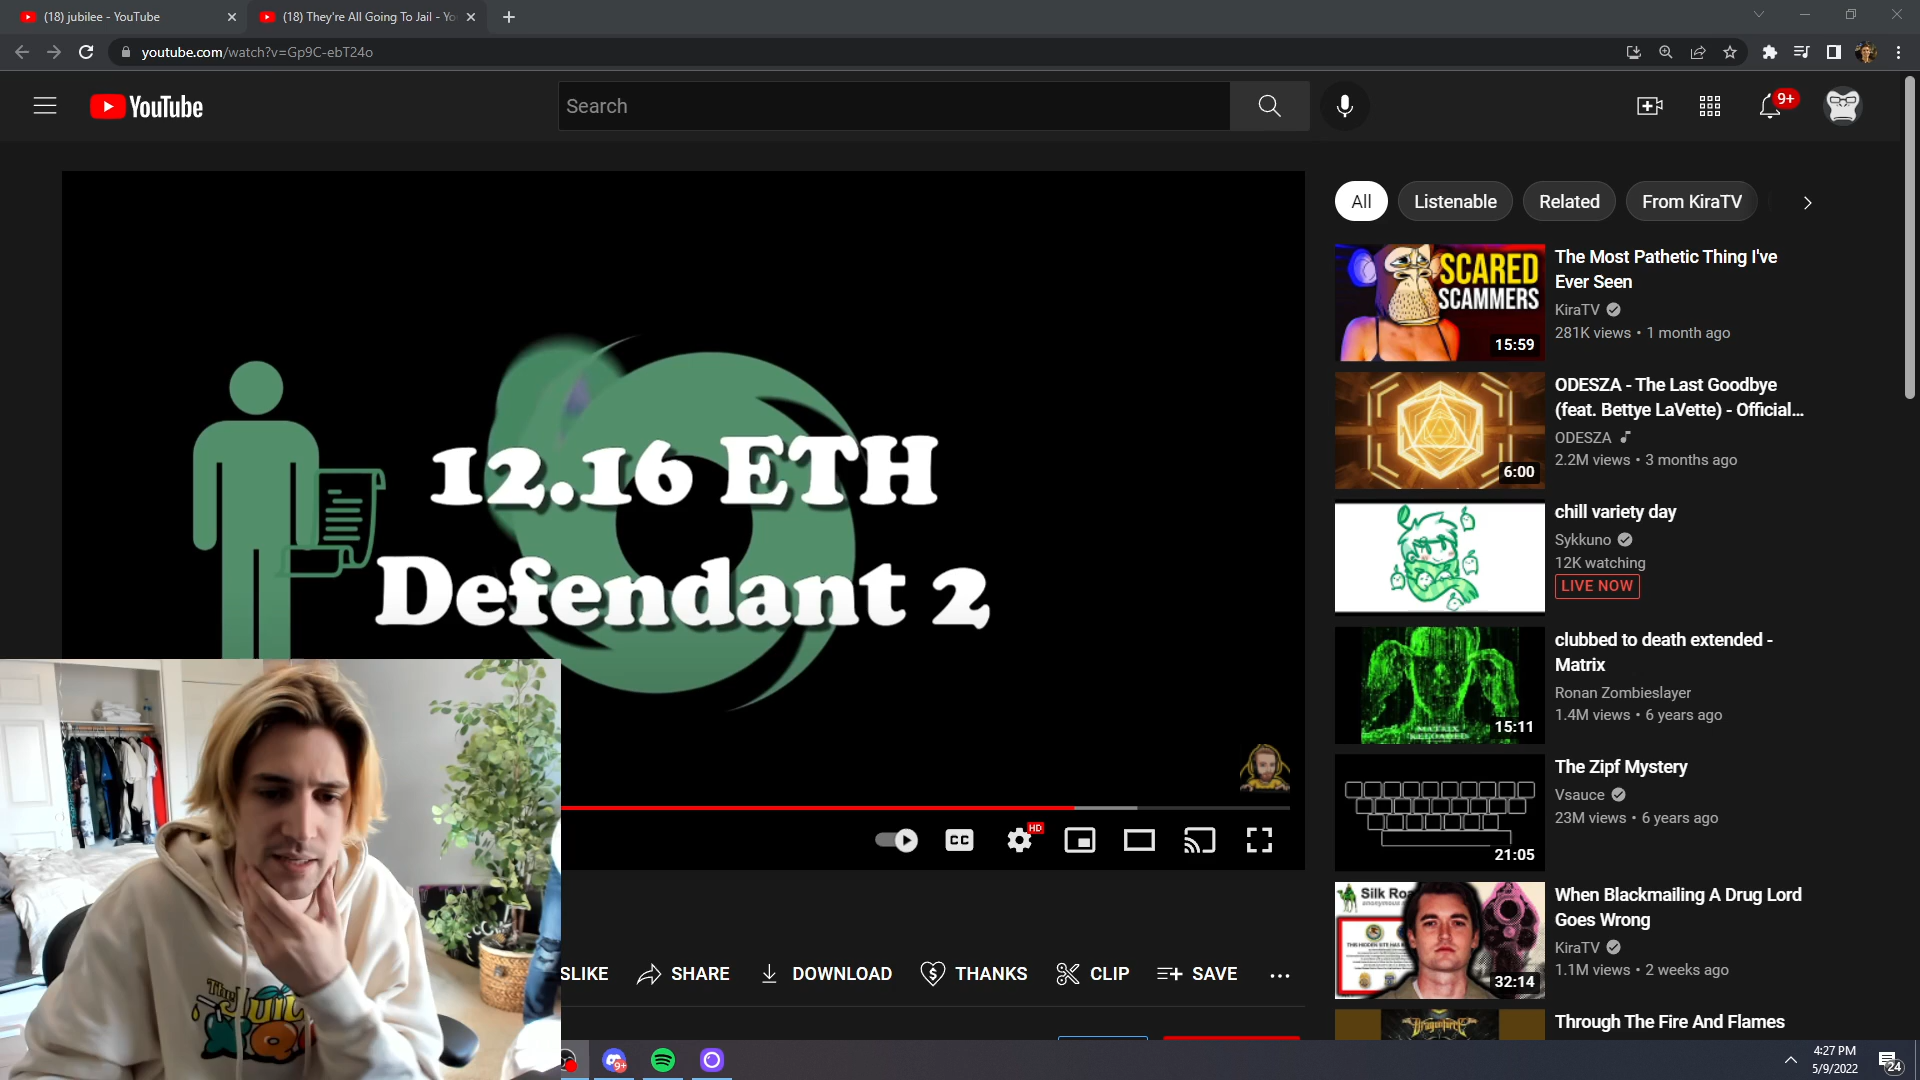 (18) jubilee - YouTube
(18) They're All Going To Jail - Yo
youtube.com/watch?v=Gp9C-ebT24o
YouTube
Search
9+
All
Listenable
Related
From KiraTV
12.16 ETH
Defendant 2
SCARED
SCAMMERS
15:59
The Most Pathetic Thing I've
Ever Seen
KiraTV
281K views • 1 month ago
6:00
ODESZA - The Last Goodbye
(feat. Bettye LaVette) - Official...
ODESZA
2.2M views • 3 months ago
chill variety day
Sykkuno
12K watching
LIVE NOW
15:11
clubbed to death extended -
Matrix
Ronan Zombieslayer
1.4M views • 6 years ago
21:05
The Zipf Mystery
Vsauce
23M views • 6 years ago
Silk Roa
32:14
When Blackmailing A Drug Lord
Goes Wrong
KiraTV
1.1M views • 2 weeks ago
Through The Fire And Flames
CC
HD
SLIKE
SHARE
DOWNLOAD
THANKS
CLIP
SAVE
9+
4:27 PM
5/9/2022
24